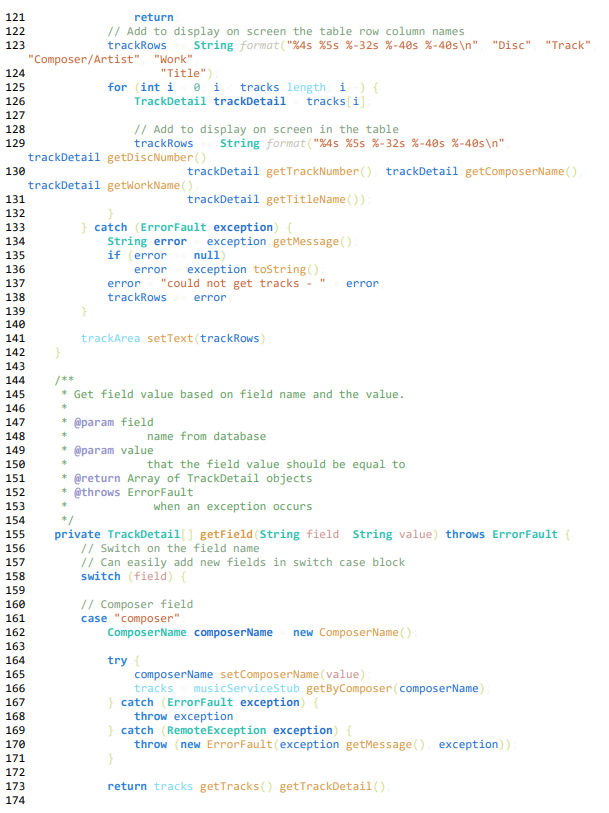 121 return
122 // Add to display on screen the table row column names
123 trackRows String format("%4s %5s %-32s %-40s %-40s\n" "Disc" "Track"
"Composer/Artist" "Work"
124 "Title")
125 for (int i 0 i tracks length i ) {
126 TrackDetail trackDetail tracks[i]
127
128 // Add to display on screen in the table
129 trackRows String format("%4s %5s %-32s %-40s %-40s\n"
trackDetail getDiscNumber()
130 trackDetail getTrackNumber() trackDetail getComposerName()
trackDetail getWorkName()
131 trackDetail getTitleName())
132 }
133 } catch (ErrorFault exception) {
134 String error exception getMessage()
135 if (error null)
136 error exception toString()
137 error "could not get tracks - " error
138 trackRows error
139 }
140
141 trackArea setText(trackRows)
142 }
143
144 /**
145 * Get field value based on field name and the value.
146 *
147 * @param field
148 * name from database
149 * @param value
150 * that the field value should be equal to
151 * @return Array of TrackDetail objects
152 * @throws ErrorFault
153 * when an exception occurs
154 */
155 private TrackDetail[] getField(String field String value) throws ErrorFault {
156 // Switch on the field name
157 // Can easily add new fields in switch case block
158 switch (field) {
159
160 // Composer field
161 case "composer"
162 ComposerName composerName new ComposerName()
163
164 try {
165 composerName setComposerName(value)
166 tracks musicServiceStub getByComposer(composerName)
167 } catch (ErrorFault exception) {
168 throw exception
169 } catch (RemoteException exception) {
170 throw (new ErrorFault(exception getMessage() exception))
171 }
172
173 return tracks getTracks() getTrackDetail()
174